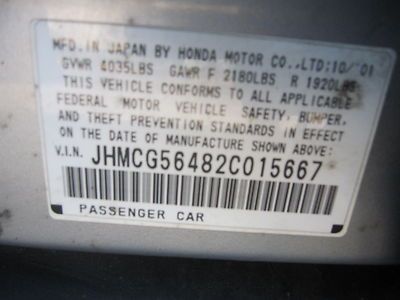 MFD.IN JAPAN BY HONDA MOTOR CO.,LTD:10/'01
GVWR 4035LBS GAWR F 2180LBS R 1920LBS
THIS VEHICLE CONFORMS TO ALL APPLICABLE
FEDERAL MOTOR VEHICLE SAFETY, BUMPER,
AND THEFT PREVENTION STANDARDS IN EFFECT
ON THE DATE OF MANUFACTURE SHOWN ABOVE:
V.I.N. JHMCG56482C015667
PASSENGER CAR